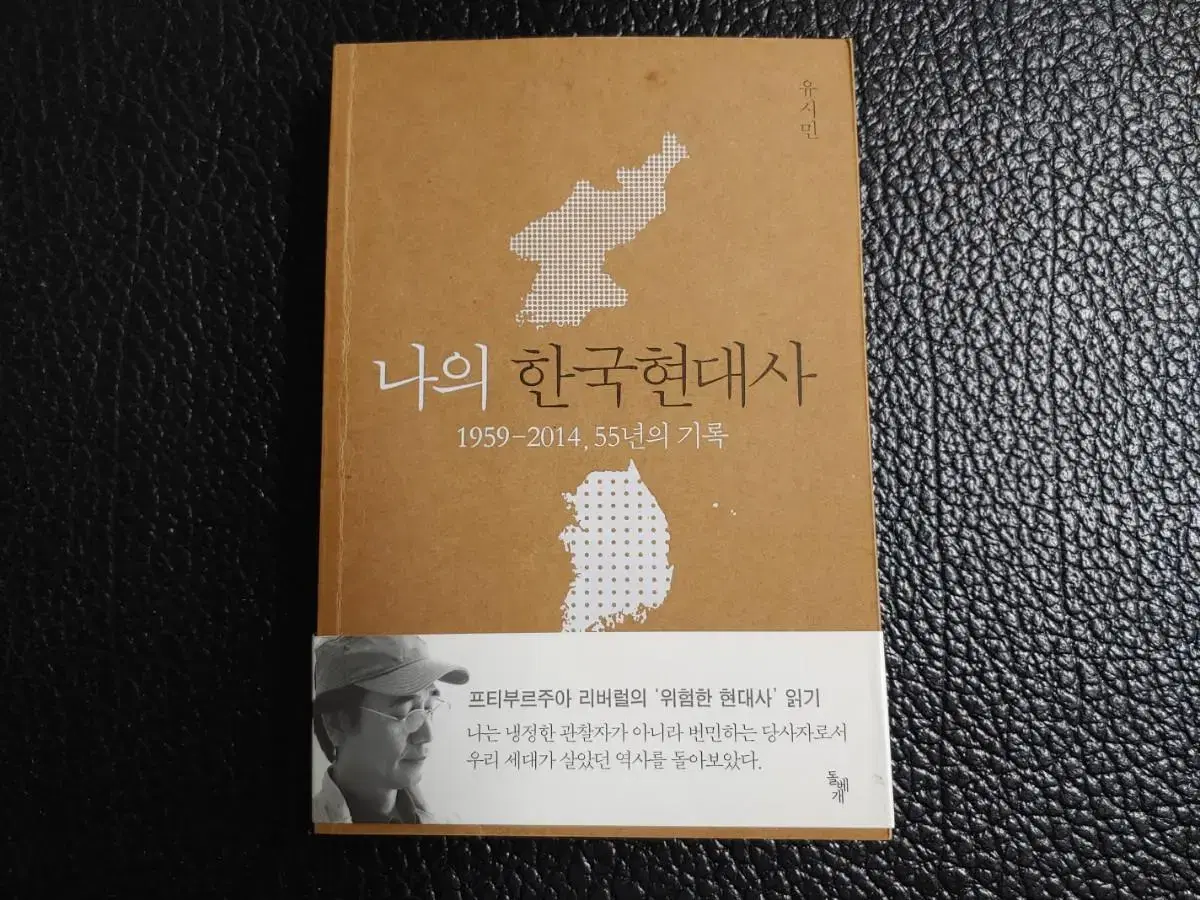 유시민
나의 한국현대사
1959-2014, 55년의 기록
프티부르주아 리버럴의 '위험한 현대사' 읽기
나는 냉정한 관찰자가 아니라 번민하는 당사자로서
우리 세대가 살았던 역사를 돌아보았다.
돌베개